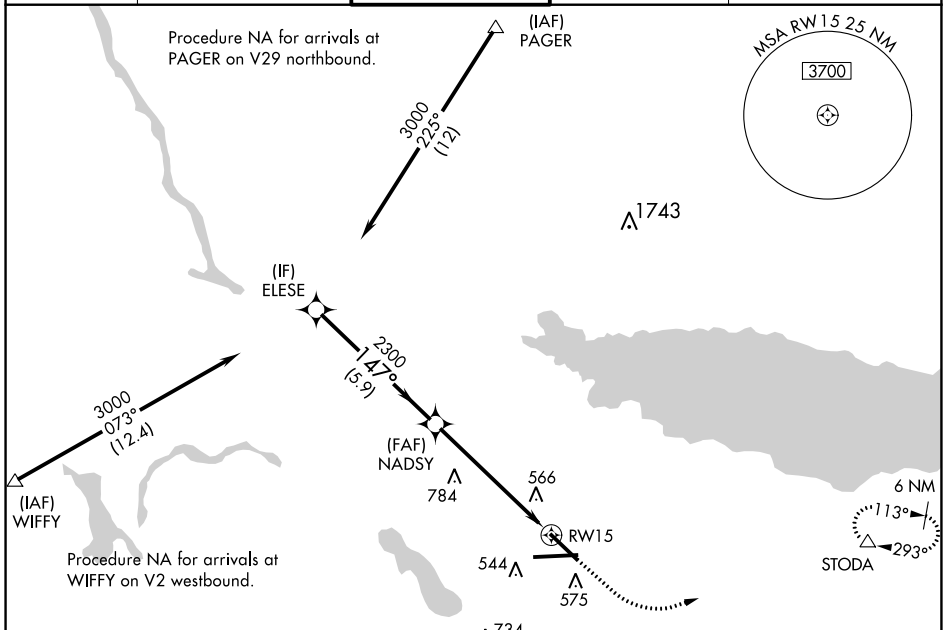 Procedure NA for arrivals at
PAGER on V29 northbound.
(IAF)
PAGER
MSA RW15 25 NM
3700
3000
225°
(12)
1743
(IF)
ELESE
2300
147°
(5.9)
3000
073°
(12.4)
(FAF)
NADSY
784
566
(IAF)
WIFFY
6 NM
113°
293°
STODA
RW15
Procedure NA for arrivals at
WIFFY on V2 westbound.
544
575
734